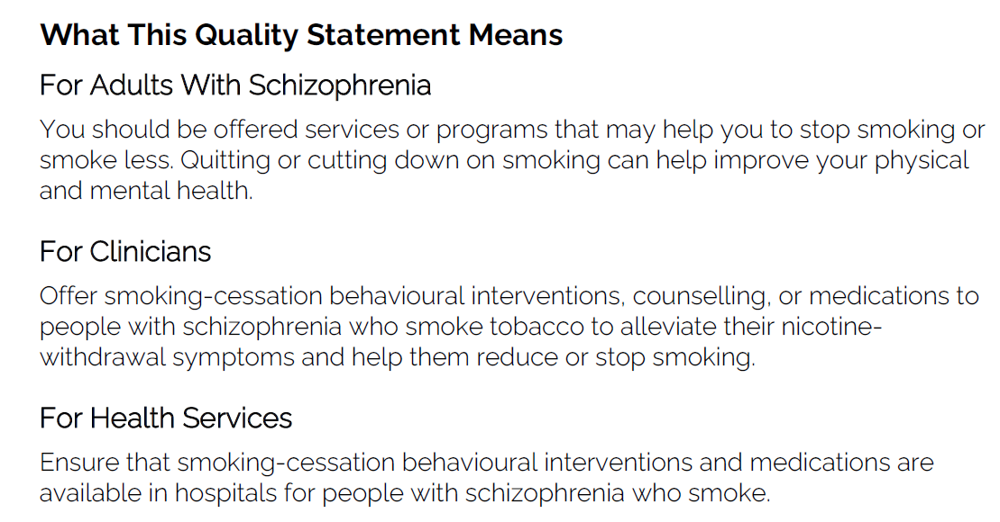 What This Quality Statement Means
For Adults With Schizophrenia
You should be offered services or programs that may help you to stop smoking or
smoke less. Quitting or cutting down on smoking can help improve your physical
and mental health.
For Clinicians
Offer smoking-cessation behavioural interventions, counselling, or medications to
people with schizophrenia who smoke tobacco to alleviate their nicotine-
withdrawal symptoms and help them reduce or stop smoking.
For Health Services
Ensure that smoking-cessation behavioural interventions and medications are
available in hospitals for people with schizophrenia who smoke.